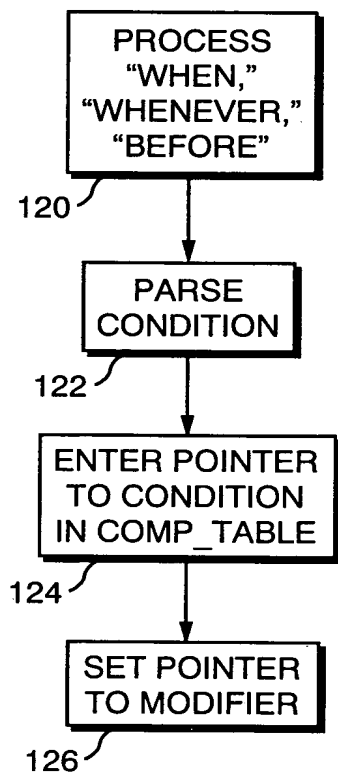 PROCESS
“WHEN,”
“WHENEVER,”
“BEFORE”
120
PARSE
CONDITION
122
ENTER POINTER
TO CONDITION
IN COMP_TABLE
124
SET POINTER
TO MODIFIER
126